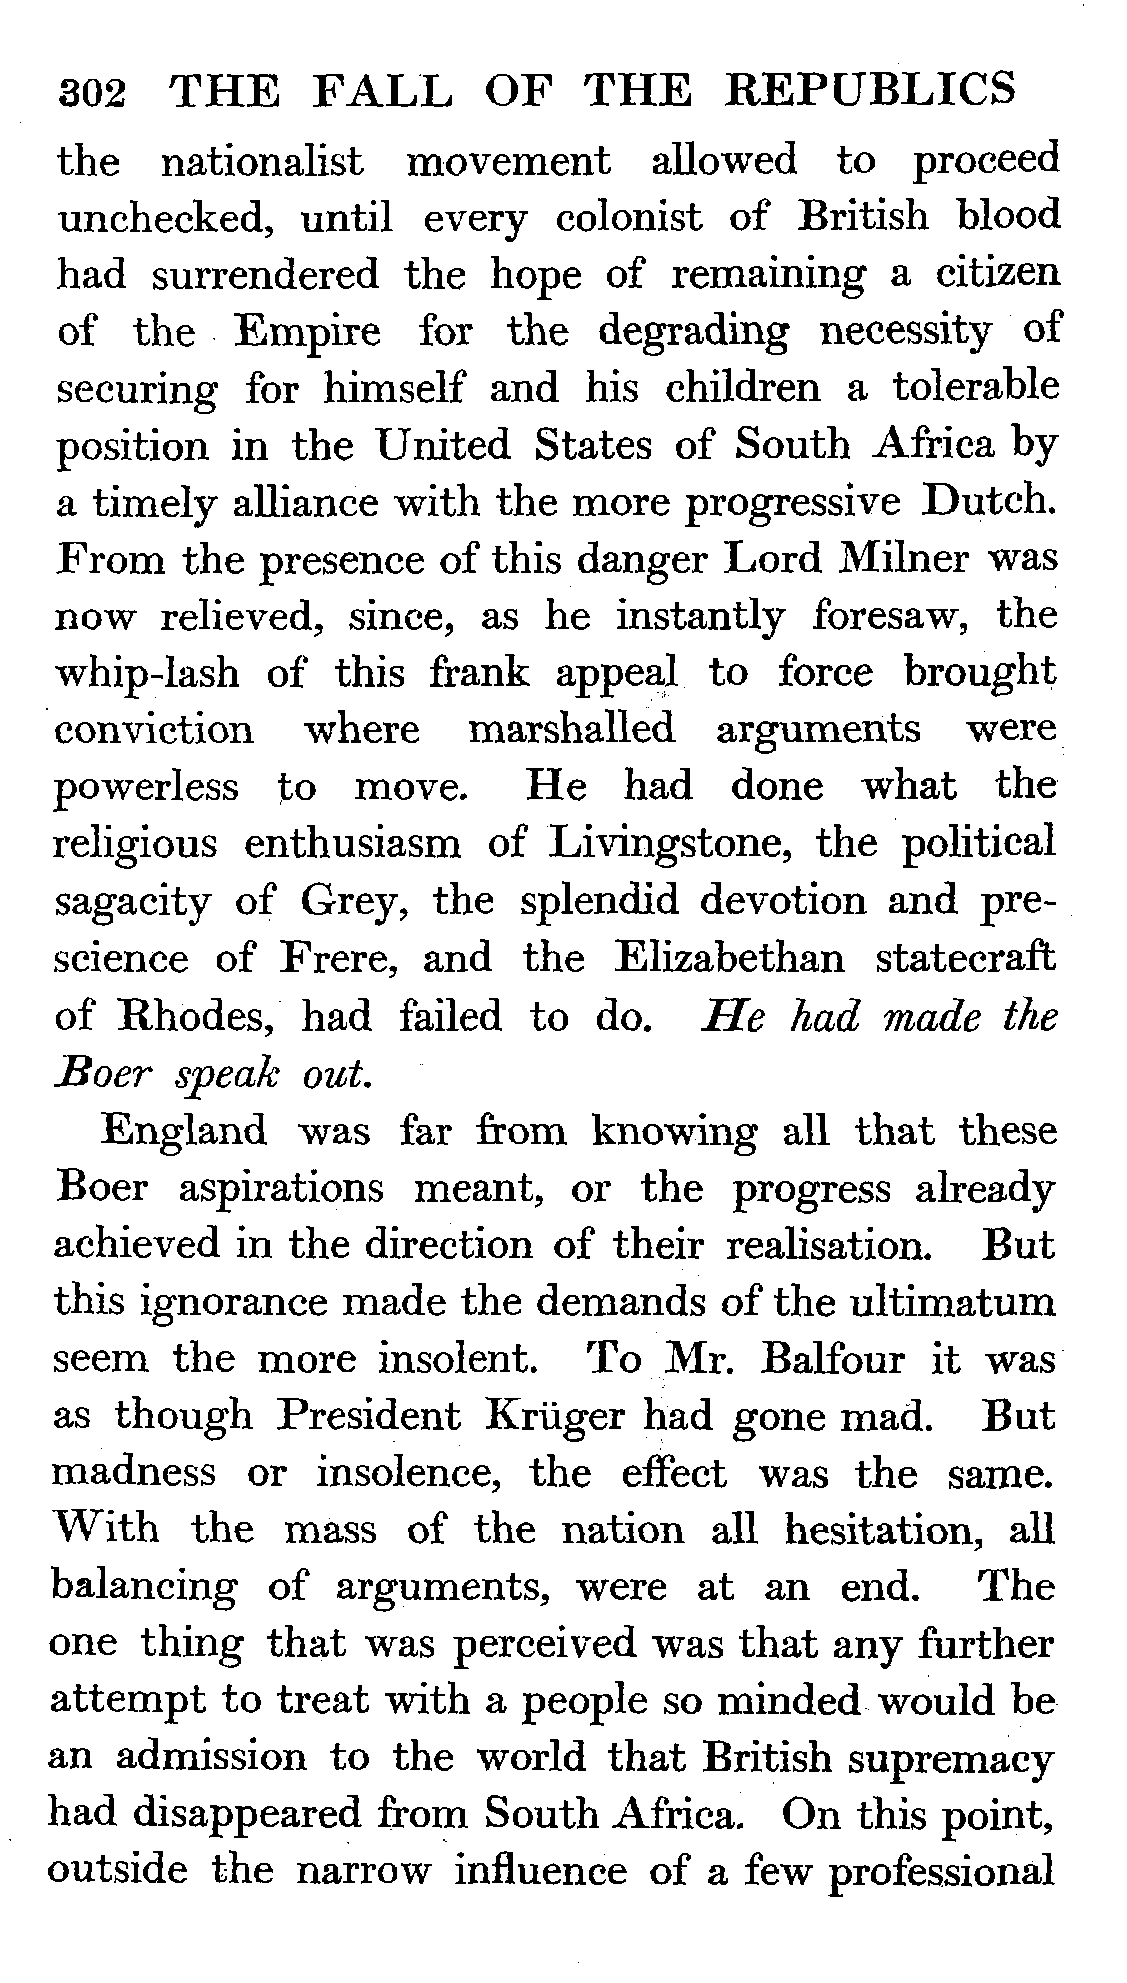 302 THE FALL OF THE REPUBLICS
the nationalist movement allowed to proceed
unchecked, until every colonist of British blood
had surrendered the hope of remaining a citizen
of the Empire for the degrading necessity of
securing for himself and his children a tolerable
position in the United States of South Africa by
a timely alliance with the more progressive Dutch.
From the presence of this danger Lord Milner was
now relieved, since, as he instantly foresaw, the
whip-lash of this frank appeal to force brought
conviction where marshalled arguments were
powerless to move. He had done what the
religious enthusiasm of Livingstone, the political
sagacity of Grey, the splendid devotion and pre-
science of Frere, and the Elizabethan statecraft
of Rhodes, had failed to do. He had made the
Boer speak out.
England was far from knowing all that these
Boer aspirations meant, or the progress already
achieved in the direction of their realisation. But
this ignorance made the demands of the ultimatum
seem the more insolent. To Mr. Balfour it was
as though President Krüger had gone mad. But
madness or insolence, the effect was the same.
With the mass of the nation all hesitation, all
balancing of arguments, were at an end. The
one thing that was perceived was that any further
attempt to treat with a people so minded would be
an admission to the world that British supremacy
had disappeared from South Africa. On this point,
outside the narrow influence of a few professional